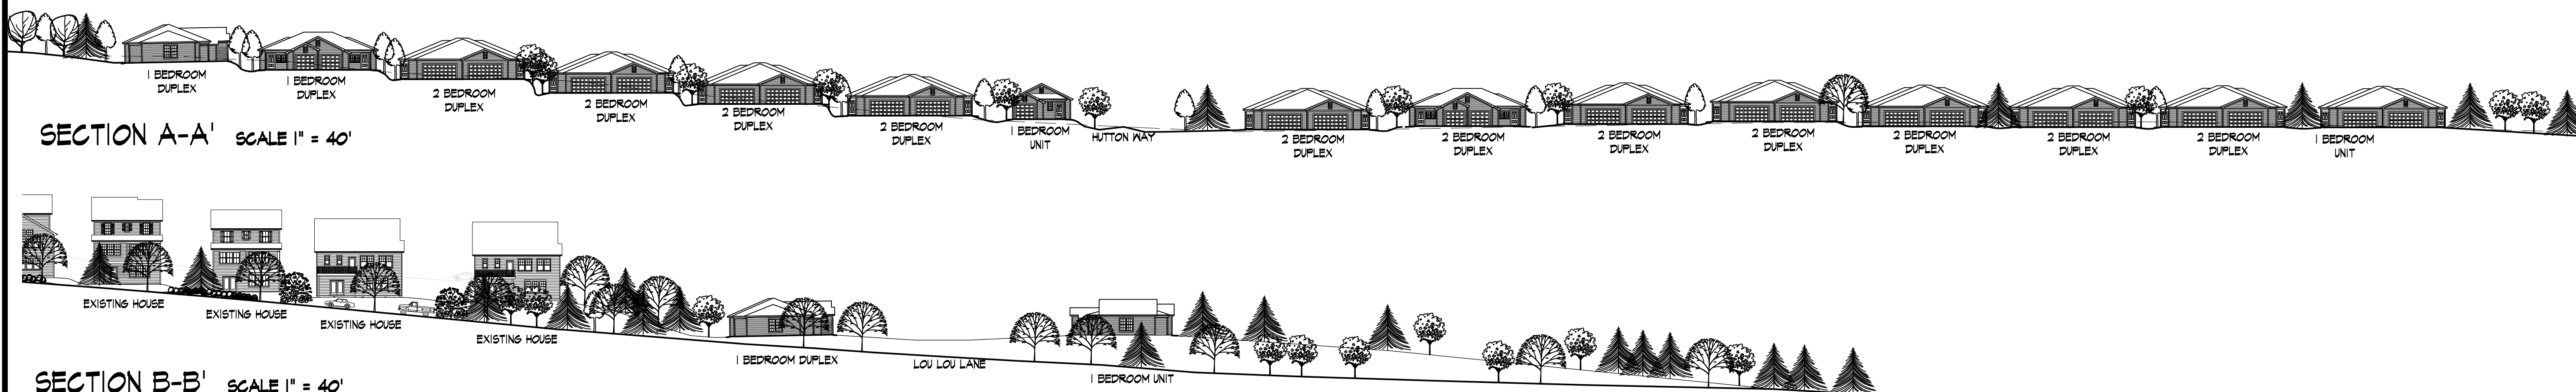 1 BEDROOM
DUPLEX
1 BEDROOM
DUPLEX
2 BEDROOM
DUPLEX
2 BEDROOM
DUPLEX
2 BEDROOM
DUPLEX
2 BEDROOM
DUPLEX
1 BEDROOM
UNIT
HUTTON WAY
2 BEDROOM
DUPLEX
2 BEDROOM
DUPLEX
2 BEDROOM
DUPLEX
2 BEDROOM
DUPLEX
2 BEDROOM
DUPLEX
2 BEDROOM
DUPLEX
2 BEDROOM
DUPLEX
1 BEDROOM
UNIT
SECTION A-A' SCALE 1" = 40'
EXISTING HOUSE
EXISTING HOUSE
EXISTING HOUSE
EXISTING HOUSE
1 BEDROOM DUPLEX
LOU LOU LANE
1 BEDROOM UNIT
SECTION B-B' SCALE 1" = 40'